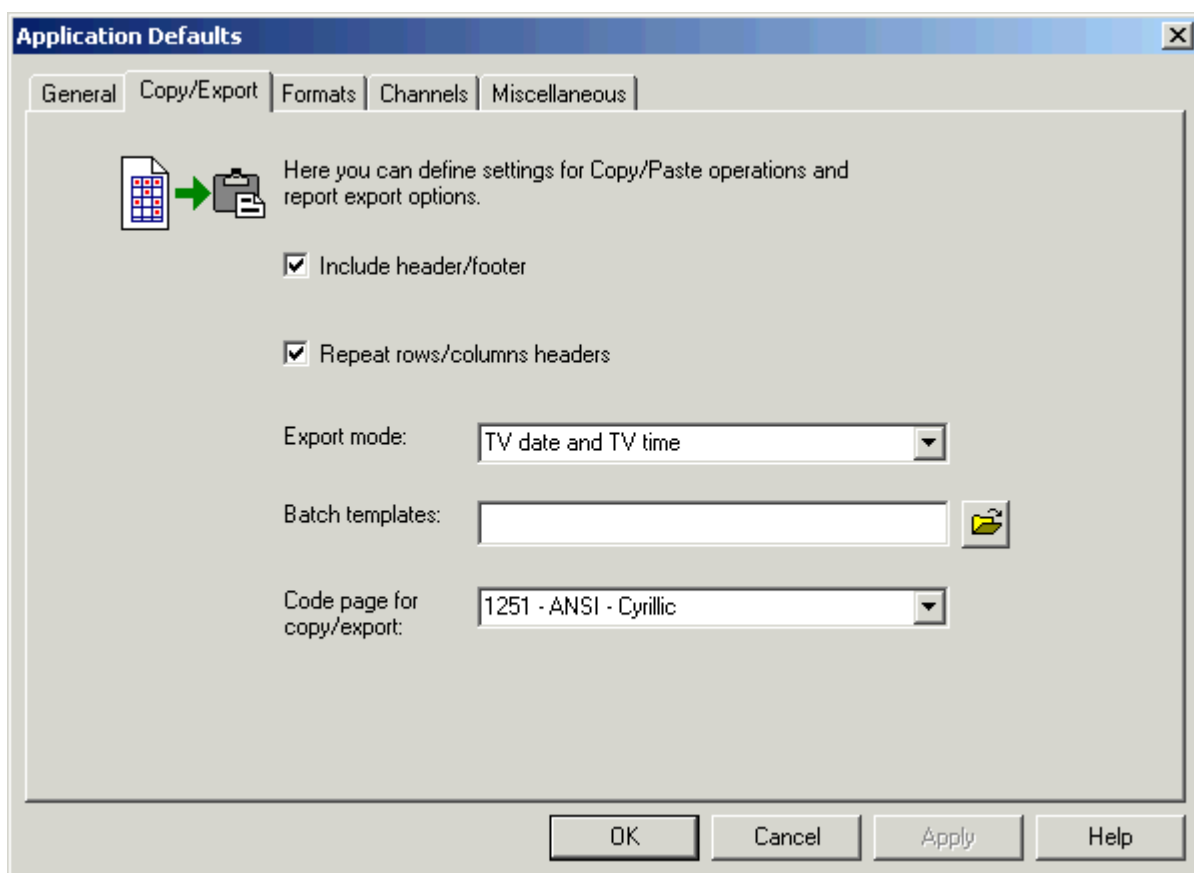 Application Defaults
General Copy/Export Formats Channels Miscellaneous
Here you can define settings for Copy/Paste operations and
report export options.
Include header/footer
Repeat rows/columns headers
Export mode: TV date and TV time
Batch templates:
Code page for
copy/export:
1251 - ANSI - Cyrillic
OK Cancel Apply Help